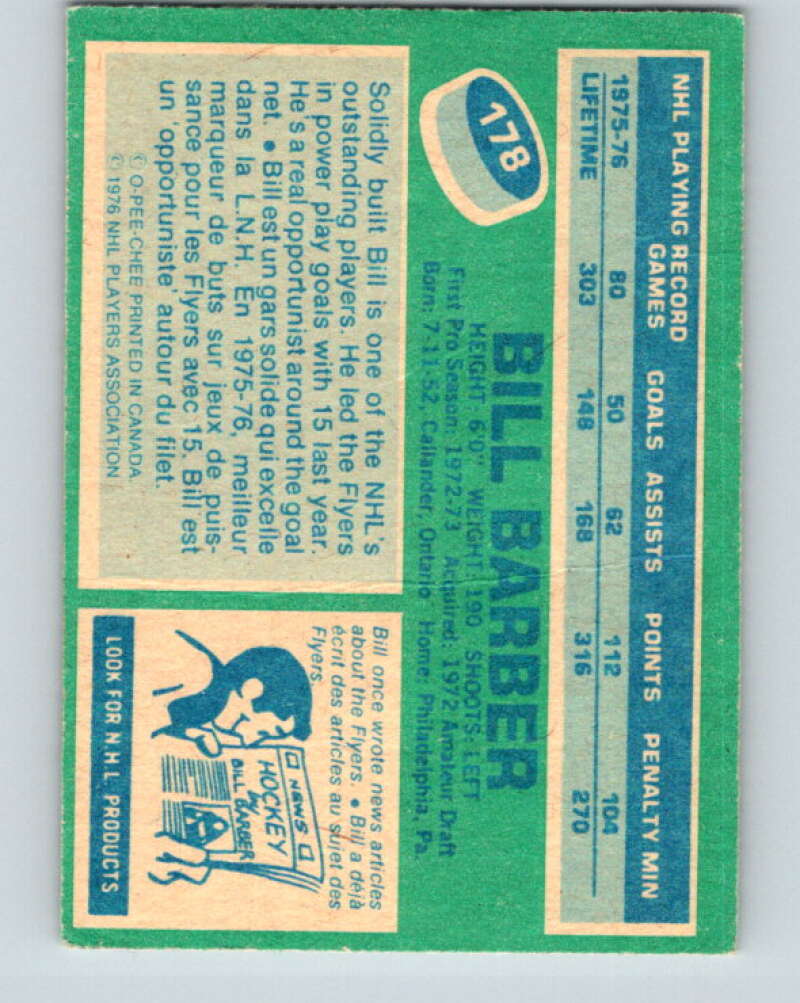 NHL PLAYING RECORD
GAMES GOALS ASSISTS POINTS PENALTY MIN
1975-76 80 50 62 112 104
LIFETIME 303 148 168 316 270
178
BILL BARBER
HEIGHT: 6'0" WEIGHT: 190 SHOOTS: LEFT
First Pro Season: 1972-73 Acquired: 1972 Amateur Draft
Born: 7-11-52, Callander, Ontario Home: Philadelphia, Pa.
Solidly built Bill is one of the NHL's
outstanding players. He led the Flyers
in power play goals with 15 last year.
He's a real opportunist around the goal
net. • Bill est un gars solide qui excelle
dans la L.N.H. En 1975-76, meilleur
marqueur de buts sur jeux de puis-
sance pour les Flyers avec 15. Bill est
un 'opportuniste' autour du filet.
© O-PEE-CHEE PRINTED IN CANADA
© 1976 NHL PLAYERS ASSOCIATION
Bill once wrote news articles
about the Flyers. • Bill a déjà
écrit des articles au sujet des
Flyers.
NEWS
HOCKEY
by
BILL BARBER
LOOK FOR N.H.L. PRODUCTS